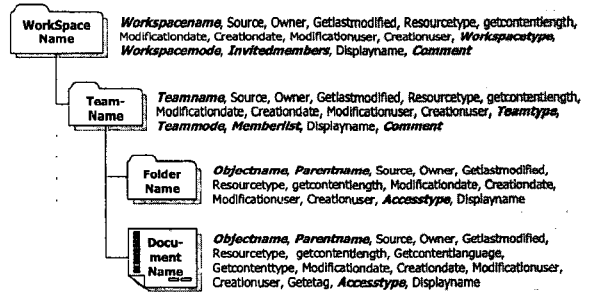 WorkSpace
Name
Workspacename, Source, Owner, Getlastmodified, Resourcetype, getcontentlength,
Modificationdate, Creationdate, Modificationuser, Creationuser, Workspacetype,
Workspacemode, Invitedmembers, Displayname, Comment
Team-
Name
Teamname, Source, Owner, Getlastmodified, Resourcetype, getcontentlength,
Modificationdate, Creationdate, Modificationuser, Creationuser, Teamtype,
Teammode, Memberlist, Displayname, Comment
Folder
Name
Objectname, Parentname, Source, Owner, Getlastmodified,
Resourcetype, getcontentlength, Modificationdate, Creationdate,
Modificationuser, Creationuser, Accesstype, Displayname
Docu-
ment
Name
Objectname, Parentname, Source, Owner, Getlastmodified,
Resourcetype, getcontentlength, Getcontentlanguage,
Getcontenttype, Modificationdate, Creationdate, Modificationuser,
Creationuser, Getetag, Accesstype, Displayname